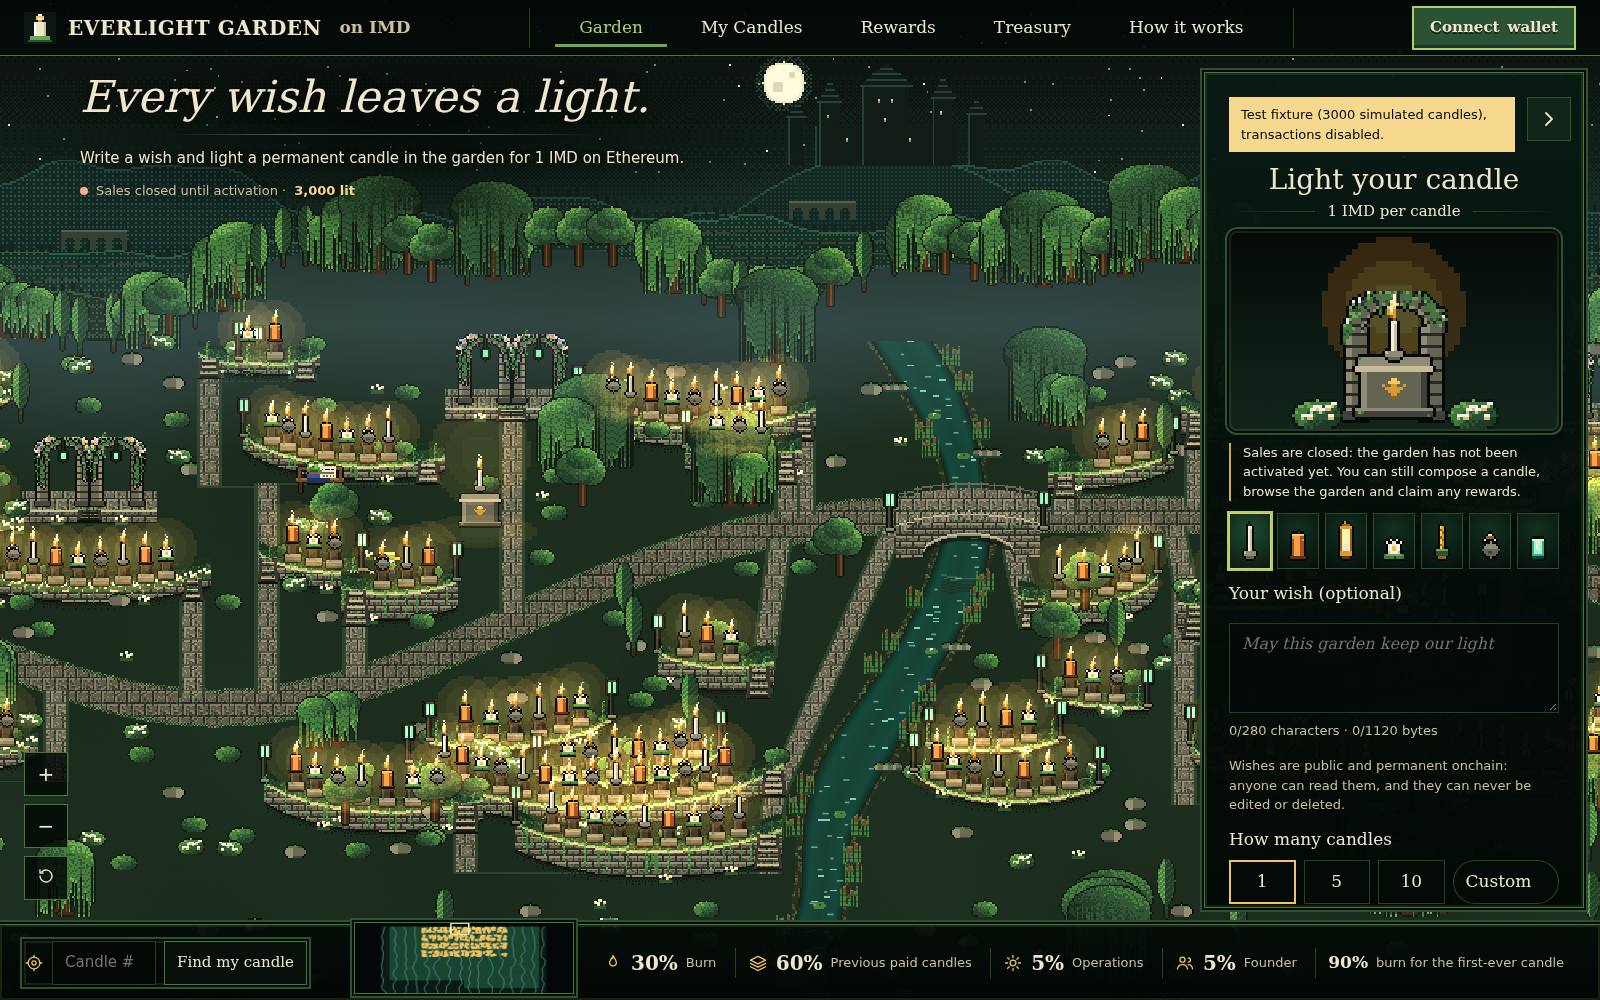 EVERLIGHT GARDEN on IMD
Garden
My Candles
Rewards
Treasury
How it works
Connect wallet
Every wish leaves a light.
Write a wish and light a permanent candle in the garden for 1 IMD on Ethereum.
Sales closed until activation · 3,000 lit
Test fixture (3000 simulated candles),
transactions disabled.
Light your candle
1 IMD per candle
Sales are closed: the garden has not been
activated yet. You can still compose a candle,
browse the garden and claim any rewards.
Your wish (optional)
May this garden keep our light
0/280 characters · 0/1120 bytes
Wishes are public and permanent onchain:
anyone can read them, and they can never be
edited or deleted.
How many candles
1
5
10
Custom
+
−
Candle #
Find my candle
30% Burn
60% Previous paid candles
5% Operations
5% Founder
90% burn for the first-ever candle